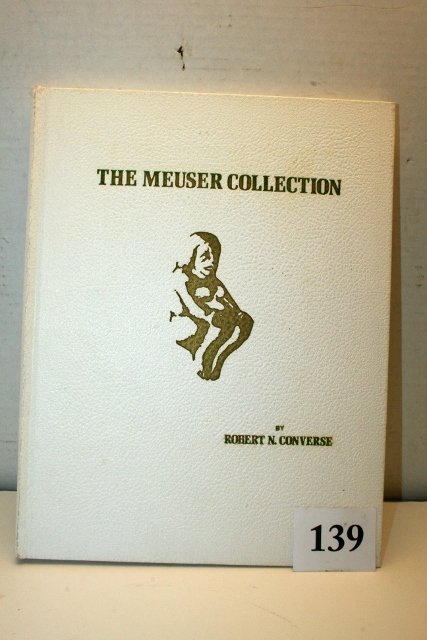 THE MEUSER COLLECTION
BY
ROBERT N. CONVERSE
139